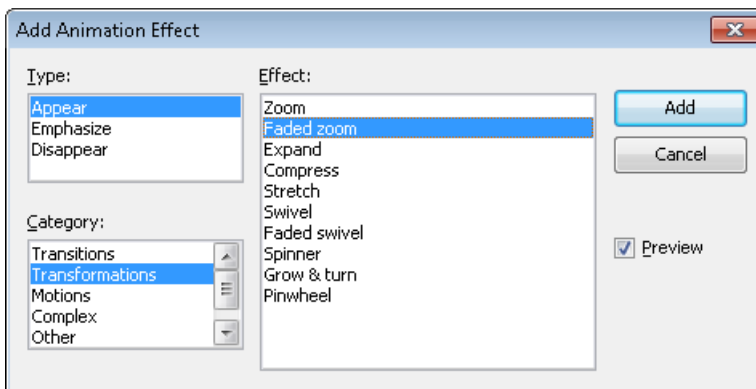 Add Animation Effect
Type:
Appear
Emphasize
Disappear
Category:
Transitions
Transformations
Motions
Complex
Other
Effect:
Zoom
Faded zoom
Expand
Compress
Stretch
Swivel
Faded swivel
Spinner
Grow & turn
Pinwheel
Add
Cancel
Preview